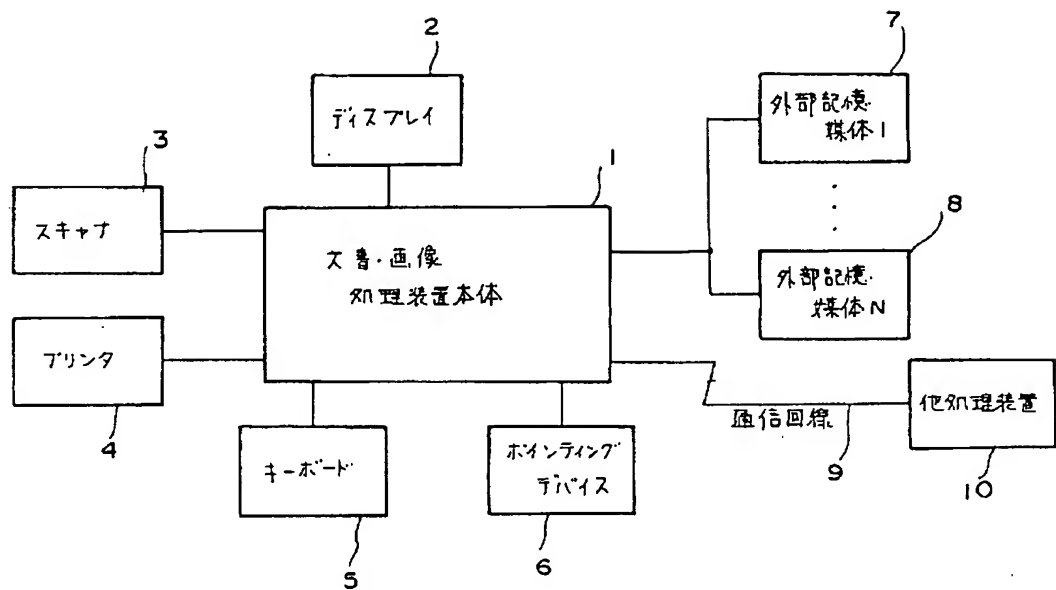 2
ディスプレイ
3
スキャナ
1
文書・画像
処理装置本体
7
外部記憶
媒体1
8
外部記憶
媒体N
プリンタ
4
キーボード
5
ポインティング
デバイス
6
通信回線
9
他処理装置
10